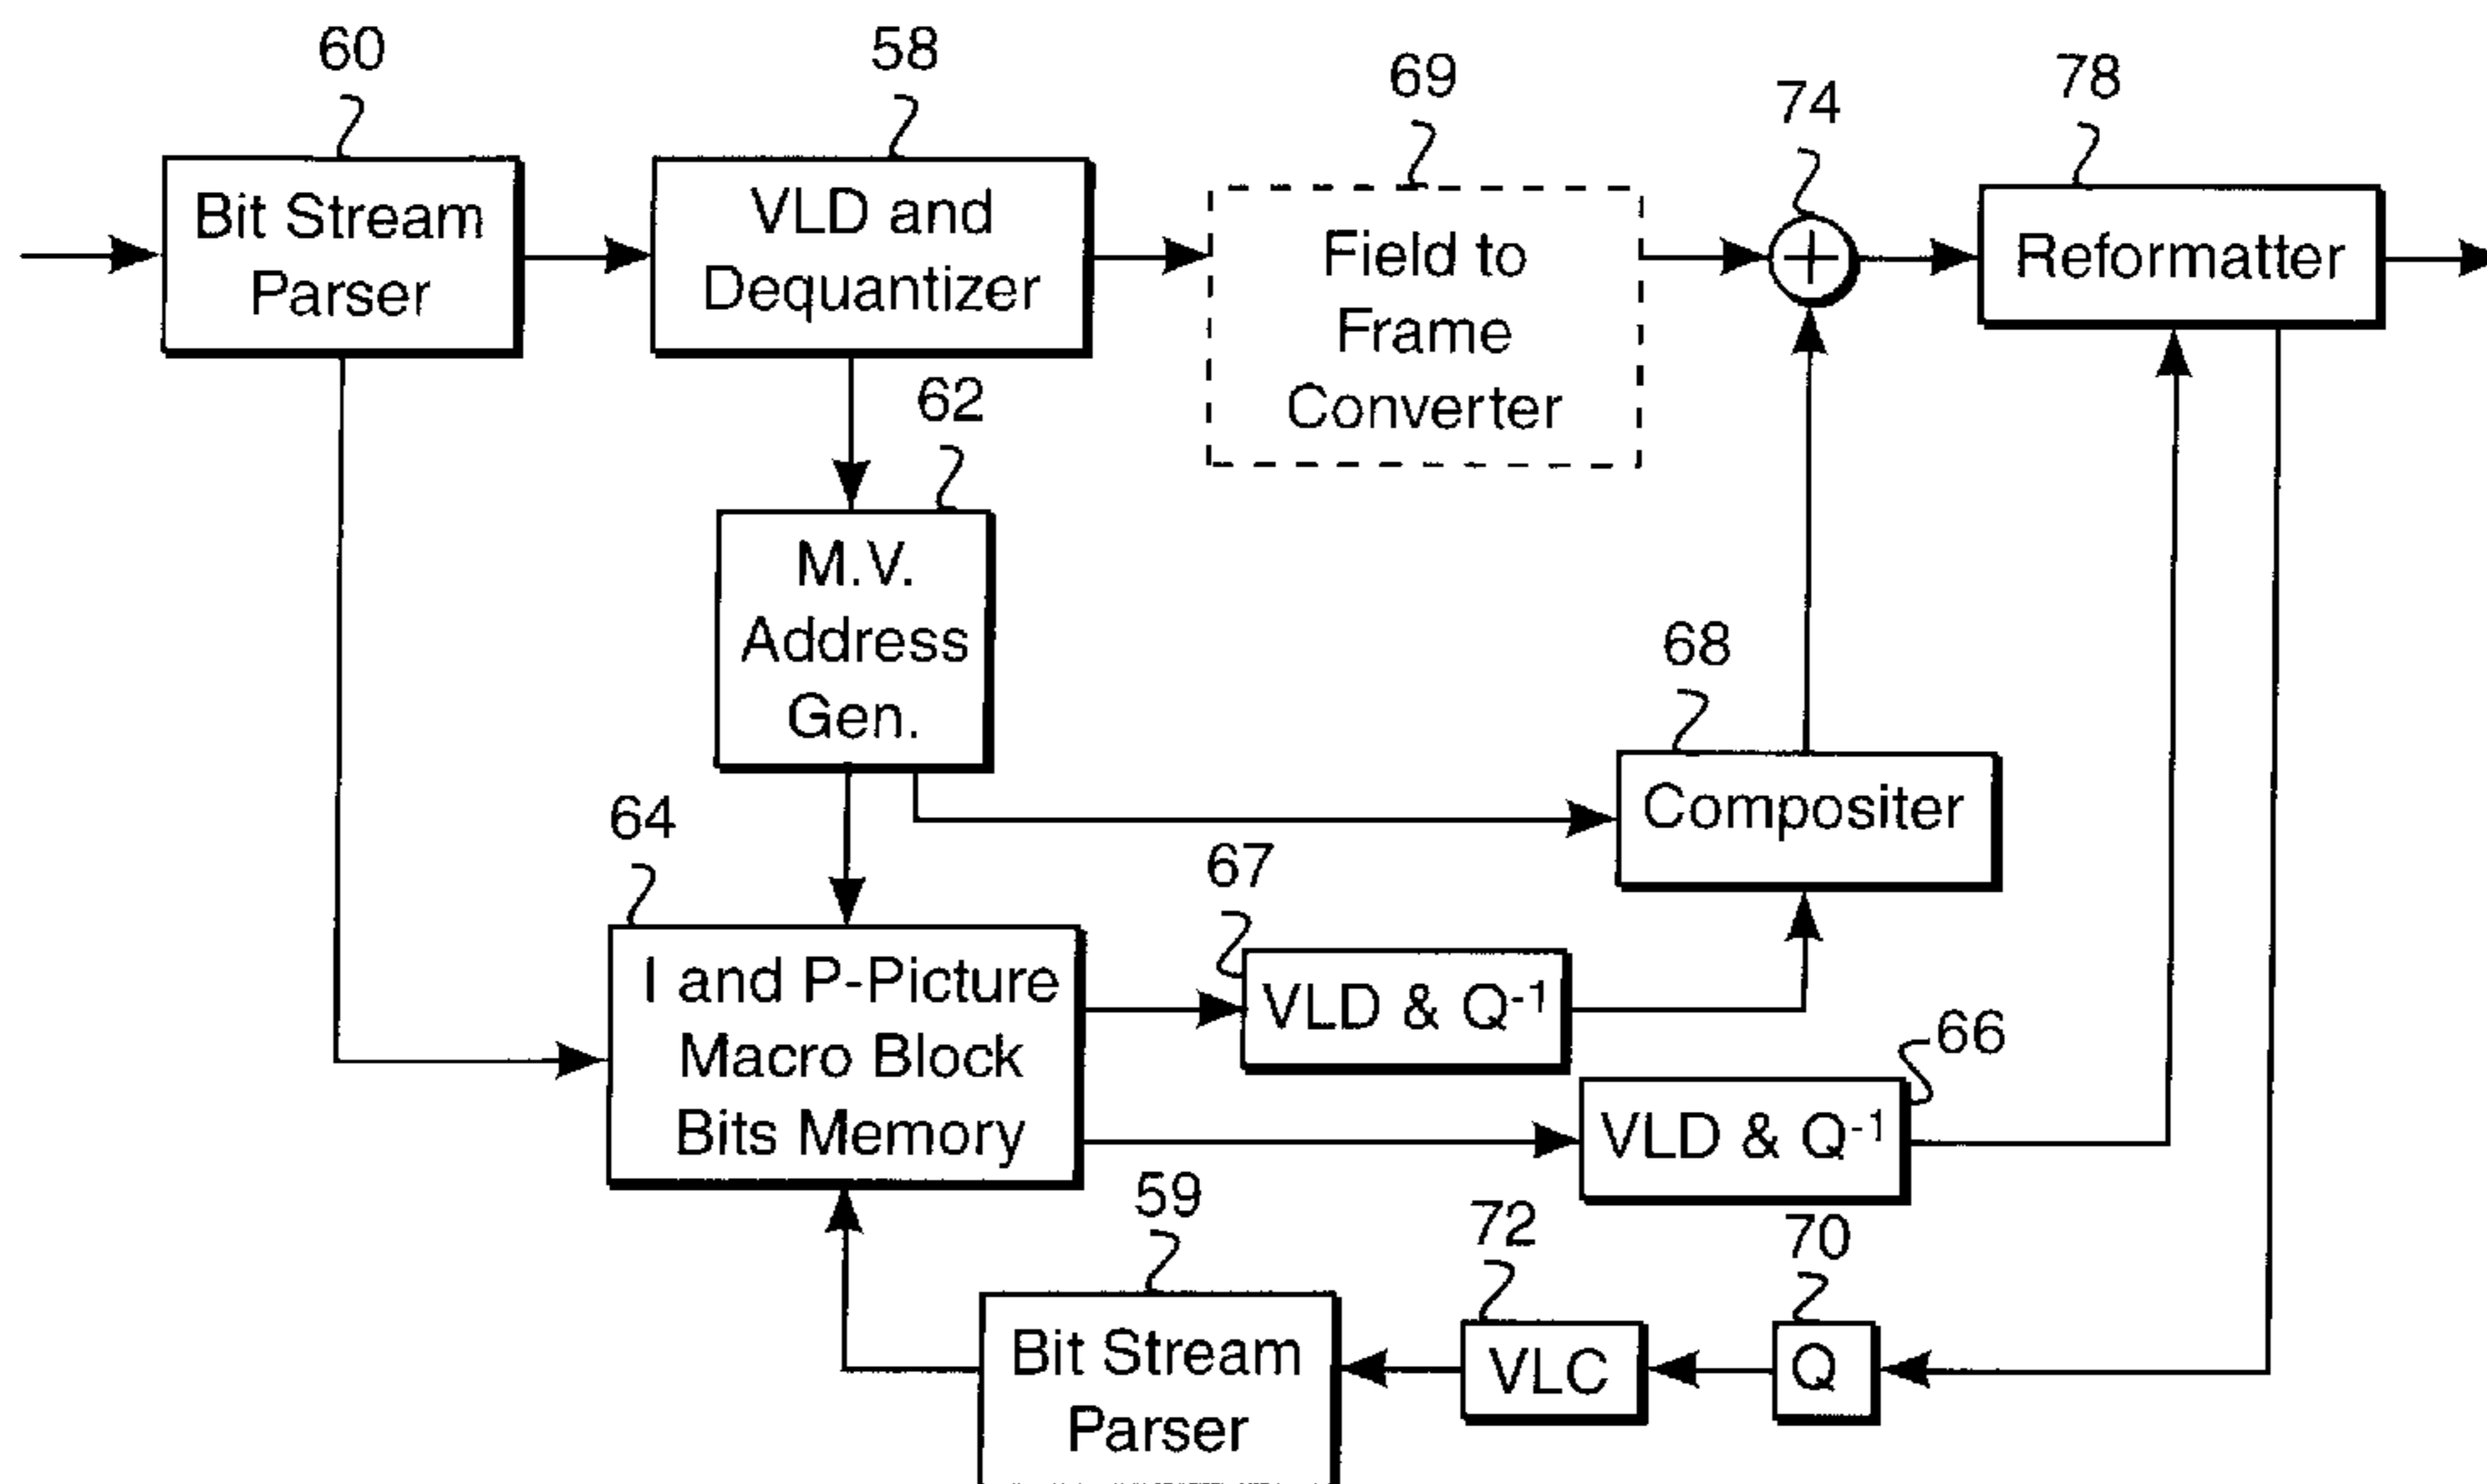 60
58
69
74
78
Bit Stream
Parser
VLD and
Dequantizer
Field to
Frame
Converter
+
Reformatter
62
M.V.
Address
Gen.
68
Compositer
64
I and P-Picture
Macro Block
Bits Memory
67
VLD & Q⁻¹
66
VLD & Q⁻¹
59
Bit Stream
Parser
72
VLC
70
Q